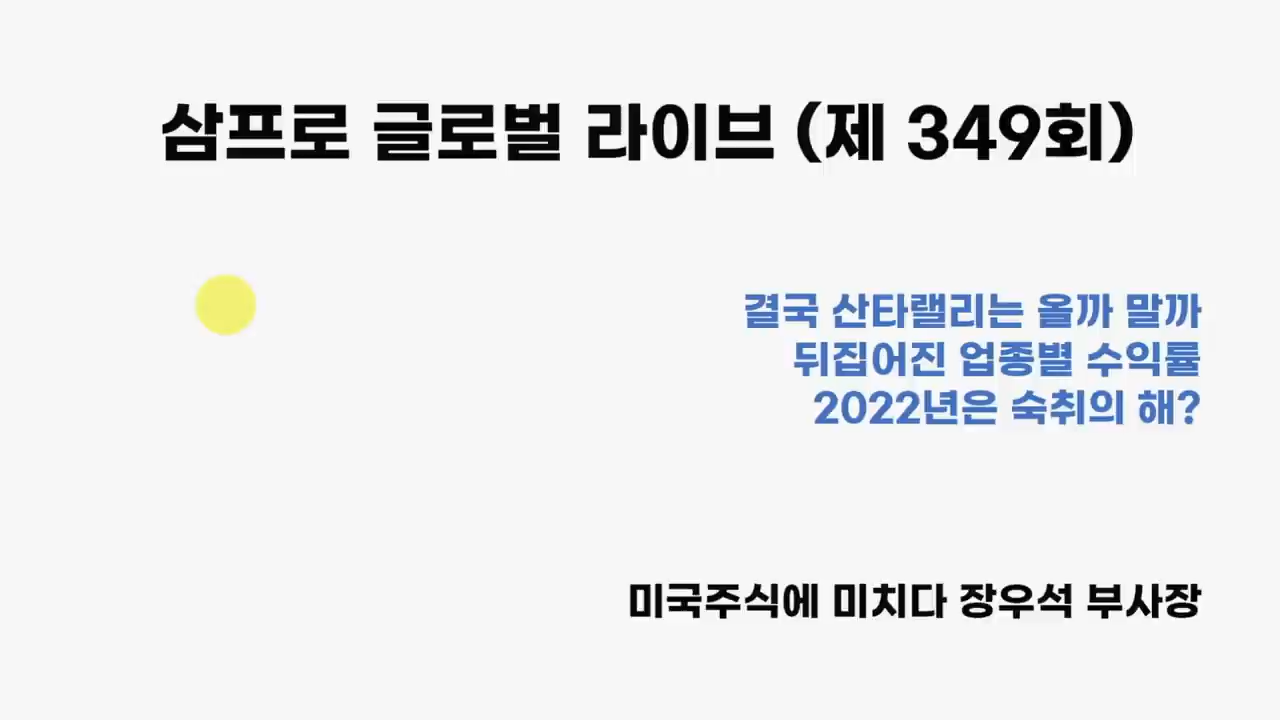 삼프로 글로벌 라이브 (제 349회)
결국 산타랠리는 올까 말까
뒤집어진 업종별 수익률
2022년은 숙취의 해?
미국주식에 미치다 장우석 부사장